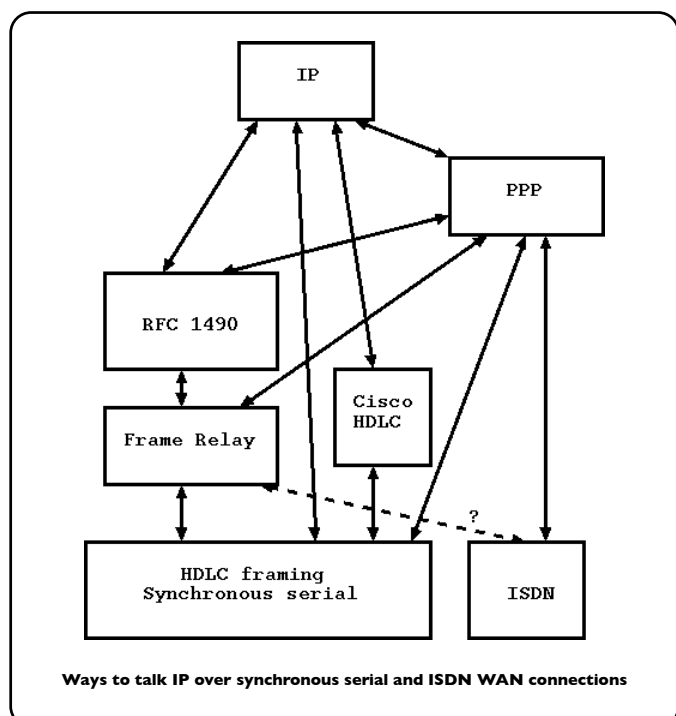 IP
PPP
RFC 1490
Cisco
HDLC
Frame Relay
?
HDLC framing
Synchronous serial
ISDN
Ways to talk IP over synchronous serial and ISDN WAN connections